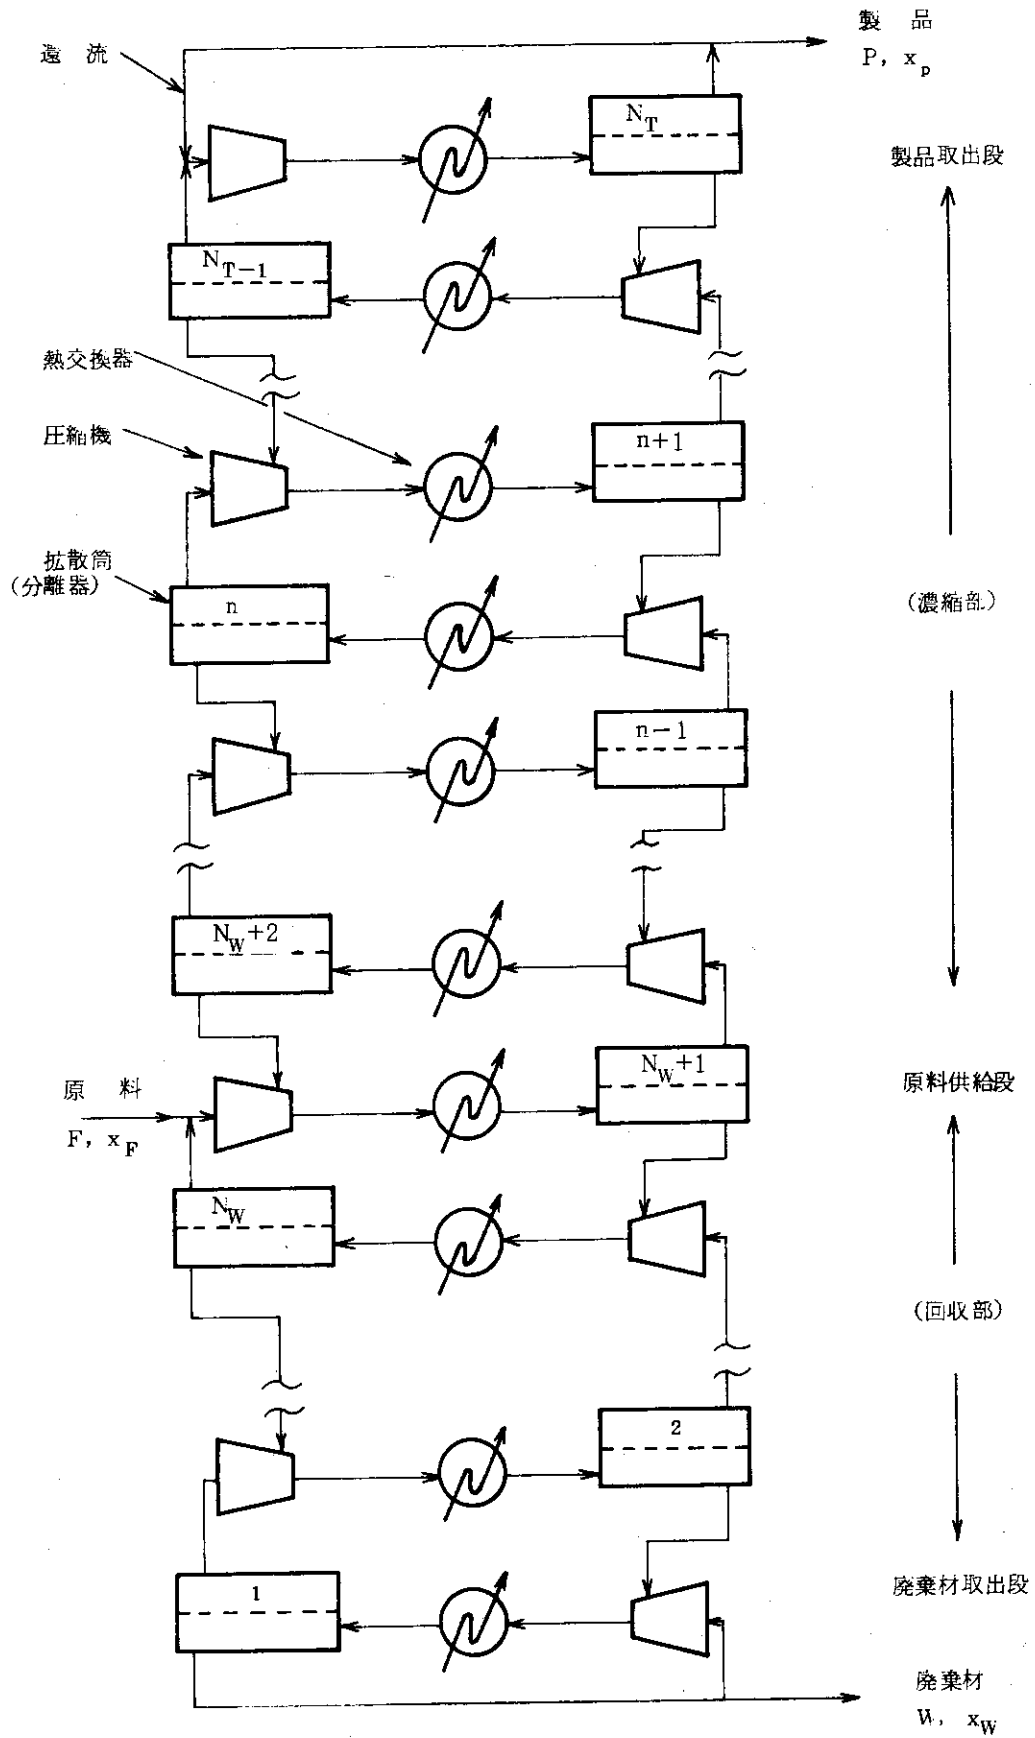 製品
P, x_p
還流
N_T
製品取出段
N_{T-1}
熱交換器
圧縮機
n+1
拡散筒
(分離器)
n
(濃縮部)
n-1
N_W+2
原料
F, x_F
N_W+1
原料供給段
N_W
(回収部)
2
1
廃棄材取出段
廃棄材
W, x_W